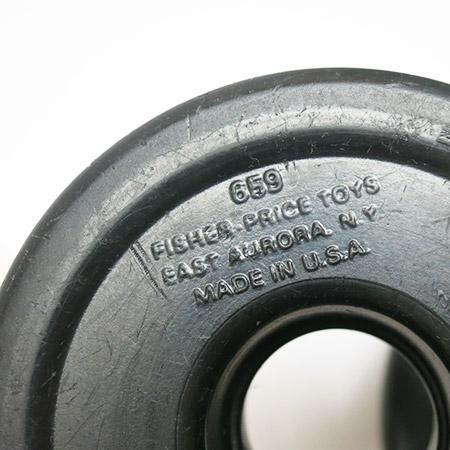 659
FISHER-PRICE TOYS
EAST AURORA, N.Y.
MADE IN U.S.A.